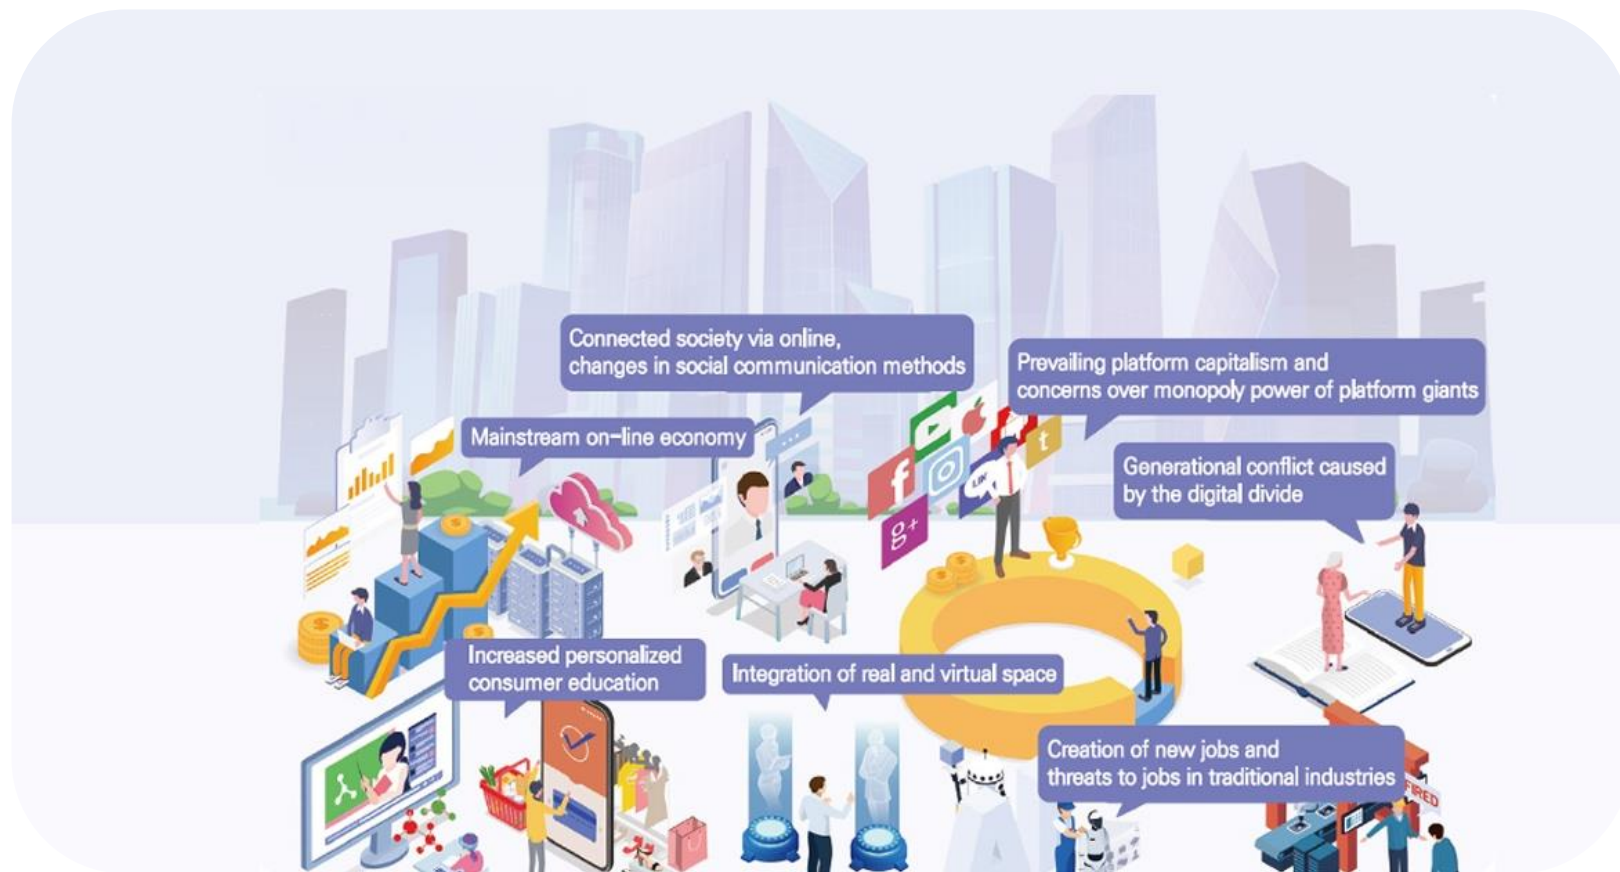 Connected society via online,
changes in social communication methods
Prevailing platform capitalism and
concerns over monopoly power of platform giants
Mainstream on-line economy
Generational conflict caused
by the digital divide
f
t
g+
Increased personalized
consumer education
Integration of real and virtual space
Creation of new jobs and
threats to jobs in traditional industries
FIRED